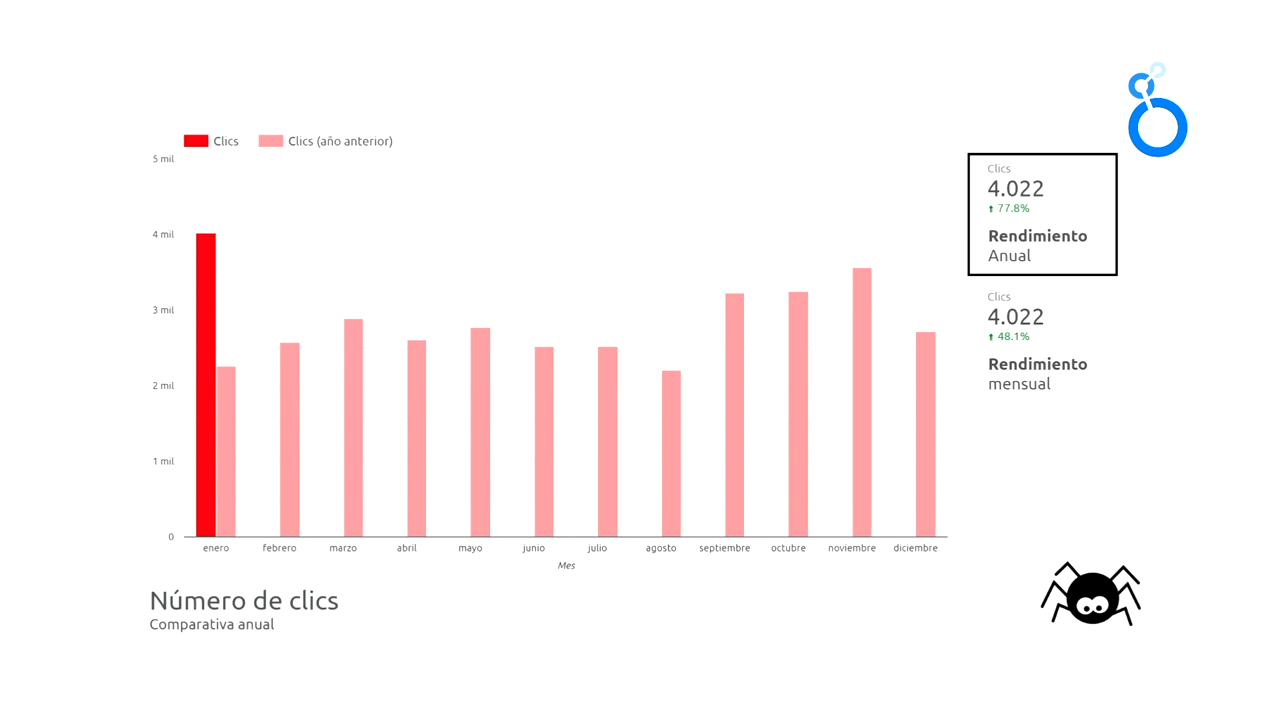 Clics
Clics (año anterior)
5 mil
4 mil
3 mil
2 mil
1 mil
0
enero
febrero
marzo
abril
mayo
junio
julio
agosto
septiembre
octubre
noviembre
diciembre
Mes
Número de clics
Comparativa anual
Clics
4.022
77.8%
Rendimiento
Anual
Clics
4.022
48.1%
Rendimiento
mensual